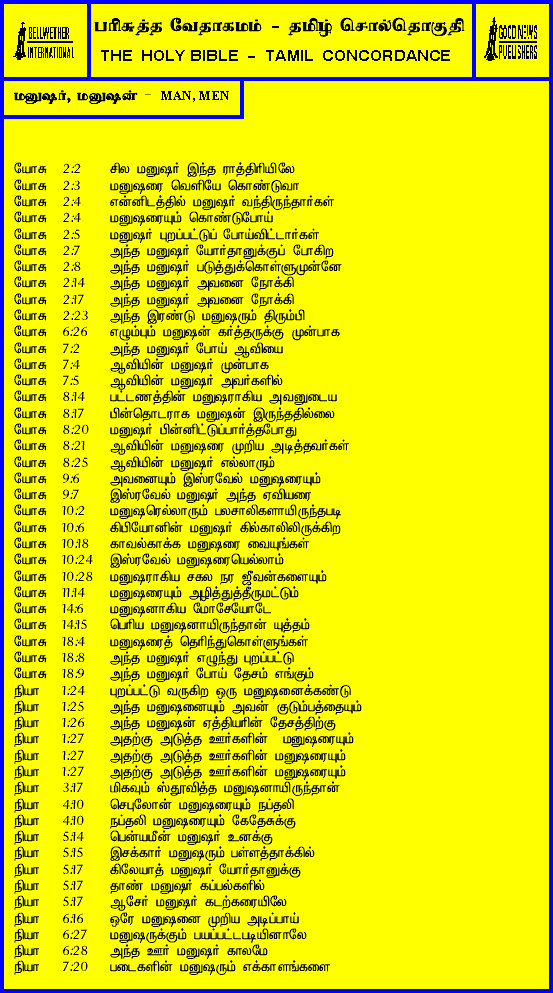 BELLWETHER
INTERNATIONAL
பரிசுத்த வேதாகமம் - தமிழ் சொல்தொகுதி
THE HOLY BIBLE - TAMIL CONCORDANCE
GOOD NEWS
PUBLISHERS
மனுஷர், மனுஷன் - MAN, MEN
யோசு 2:2 சில மனுஷர் இந்த ராத்திரியிலே
யோசு 2:3 மனுஷரை வெளியே கொண்டுவா
யோசு 2:4 என்னிடத்தில் மனுஷர் வந்திருந்தார்கள்
யோசு 2:4 மனுஷரையும் கொண்டுபோய்
யோசு 2:5 மனுஷர் புறப்பட்டுப் போய்விட்டார்கள்
யோசு 2:7 அந்த மனுஷர் யோர்தானுக்குப் போகிற
யோசு 2:8 அந்த மனுஷர் படுத்துக்கொள்ளுமுன்னே
யோசு 2:14 அந்த மனுஷர் அவனை நோக்கி
யோசு 2:17 அந்த மனுஷர் அவனை நோக்கி
யோசு 2:23 அந்த இரண்டு மனுஷரும் திரும்பி
யோசு 6:26 எழும்பும் மனுஷன் கர்த்தருக்கு முன்பாக
யோசு 7:2 அந்த மனுஷர் போய் ஆவியை
யோசு 7:4 ஆவியின் மனுஷர் முன்பாக
யோசு 7:5 ஆவியின் மனுஷர் அவர்களில்
யோசு 8:14 பட்டணத்தின் மனுஷராகிய அவனுடைய
யோசு 8:17 பின்தொடராக மனுஷன் இருந்ததில்லை
யோசு 8:20 மனுஷர் பின்னிட்டுப்பார்த்தபோது
யோசு 8:21 ஆவியின் மனுஷரை முறிய அடித்தவர்கள்
யோசு 8:25 ஆவியின் மனுஷர் எல்லாரும்
யோசு 9:6 அவனையும் இஸ்ரவேல் மனுஷரையும்
யோசு 9:7 இஸ்ரவேல் மனுஷர் அந்த ஏவியரை
யோசு 10:2 மனுஷரெல்லாரும் பலசாலிகளாயிருந்தபடி
யோசு 10:6 கிபியோனின் மனுஷர் கில்காலிலிருக்கிற
யோசு 10:18 காவல்காக்க மனுஷரை வையுங்கள்
யோசு 10:24 இஸ்ரவேல் மனுஷரையெல்லாம்
யோசு 10:28 மனுஷராகிய சகல நர ஜீவன்களையும்
யோசு 11:14 மனுஷரையும் அழித்துத்தீருமட்டும்
யோசு 14:6 மனுஷனாகிய மோசேயோடே
யோசு 14:15 பெரிய மனுஷனாயிருந்தான் யுத்தம்
யோசு 18:4 மனுஷரைத் தெரிந்துகொள்ளுங்கள்
யோசு 18:8 அந்த மனுஷர் எழுந்து புறப்பட்டு
யோசு 18:9 அந்த மனுஷர் போய் தேசம் எங்கும்
நியா 1:24 புறப்பட்டு வருகிற ஒரு மனுஷனைக்கண்டு
நியா 1:25 அந்த மனுஷனையும் அவன் குடும்பத்தையும்
நியா 1:26 அந்த மனுஷன் ஏத்தியரின் தேசத்திற்கு
நியா 1:27 அதற்கு அடுத்த ஊர்களின் மனுஷரையும்
நியா 1:27 அதற்கு அடுத்த ஊர்களின் மனுஷரையும்
நியா 1:27 அதற்கு அடுத்த ஊர்களின் மனுஷரையும்
நியா 3:17 மிகவும் ஸ்தூலித்த மனுஷனாயிருந்தான்
நியா 4:10 செபுலோன் மனுஷரையும் நப்தலி
நியா 4:10 நப்தலி மனுஷரையும் கேதேசுக்கு
நியா 5:14 பென்யமீன் மனுஷர் உனக்கு
நியா 5:15 இசக்கார் மனுஷரும் பள்ளத்தாக்கில்
நியா 5:17 கிலேயாத் மனுஷர் யோர்தானுக்கு
நியா 5:17 தாண் மனுஷர் கப்பல்களில்
நியா 5:17 ஆசேர் மனுஷர் கடற்கரையிலே
நியா 6:16 ஒரே மனுஷனை முறிய அடிப்பாய்
நியா 6:27 மனுஷருக்கும் பயப்பட்டபடியினாலே
நியா 6:28 அந்த ஊர் மனுஷர் காலமே
நியா 7:20 படைகளின் மனுஷரும் எக்காளங்களை